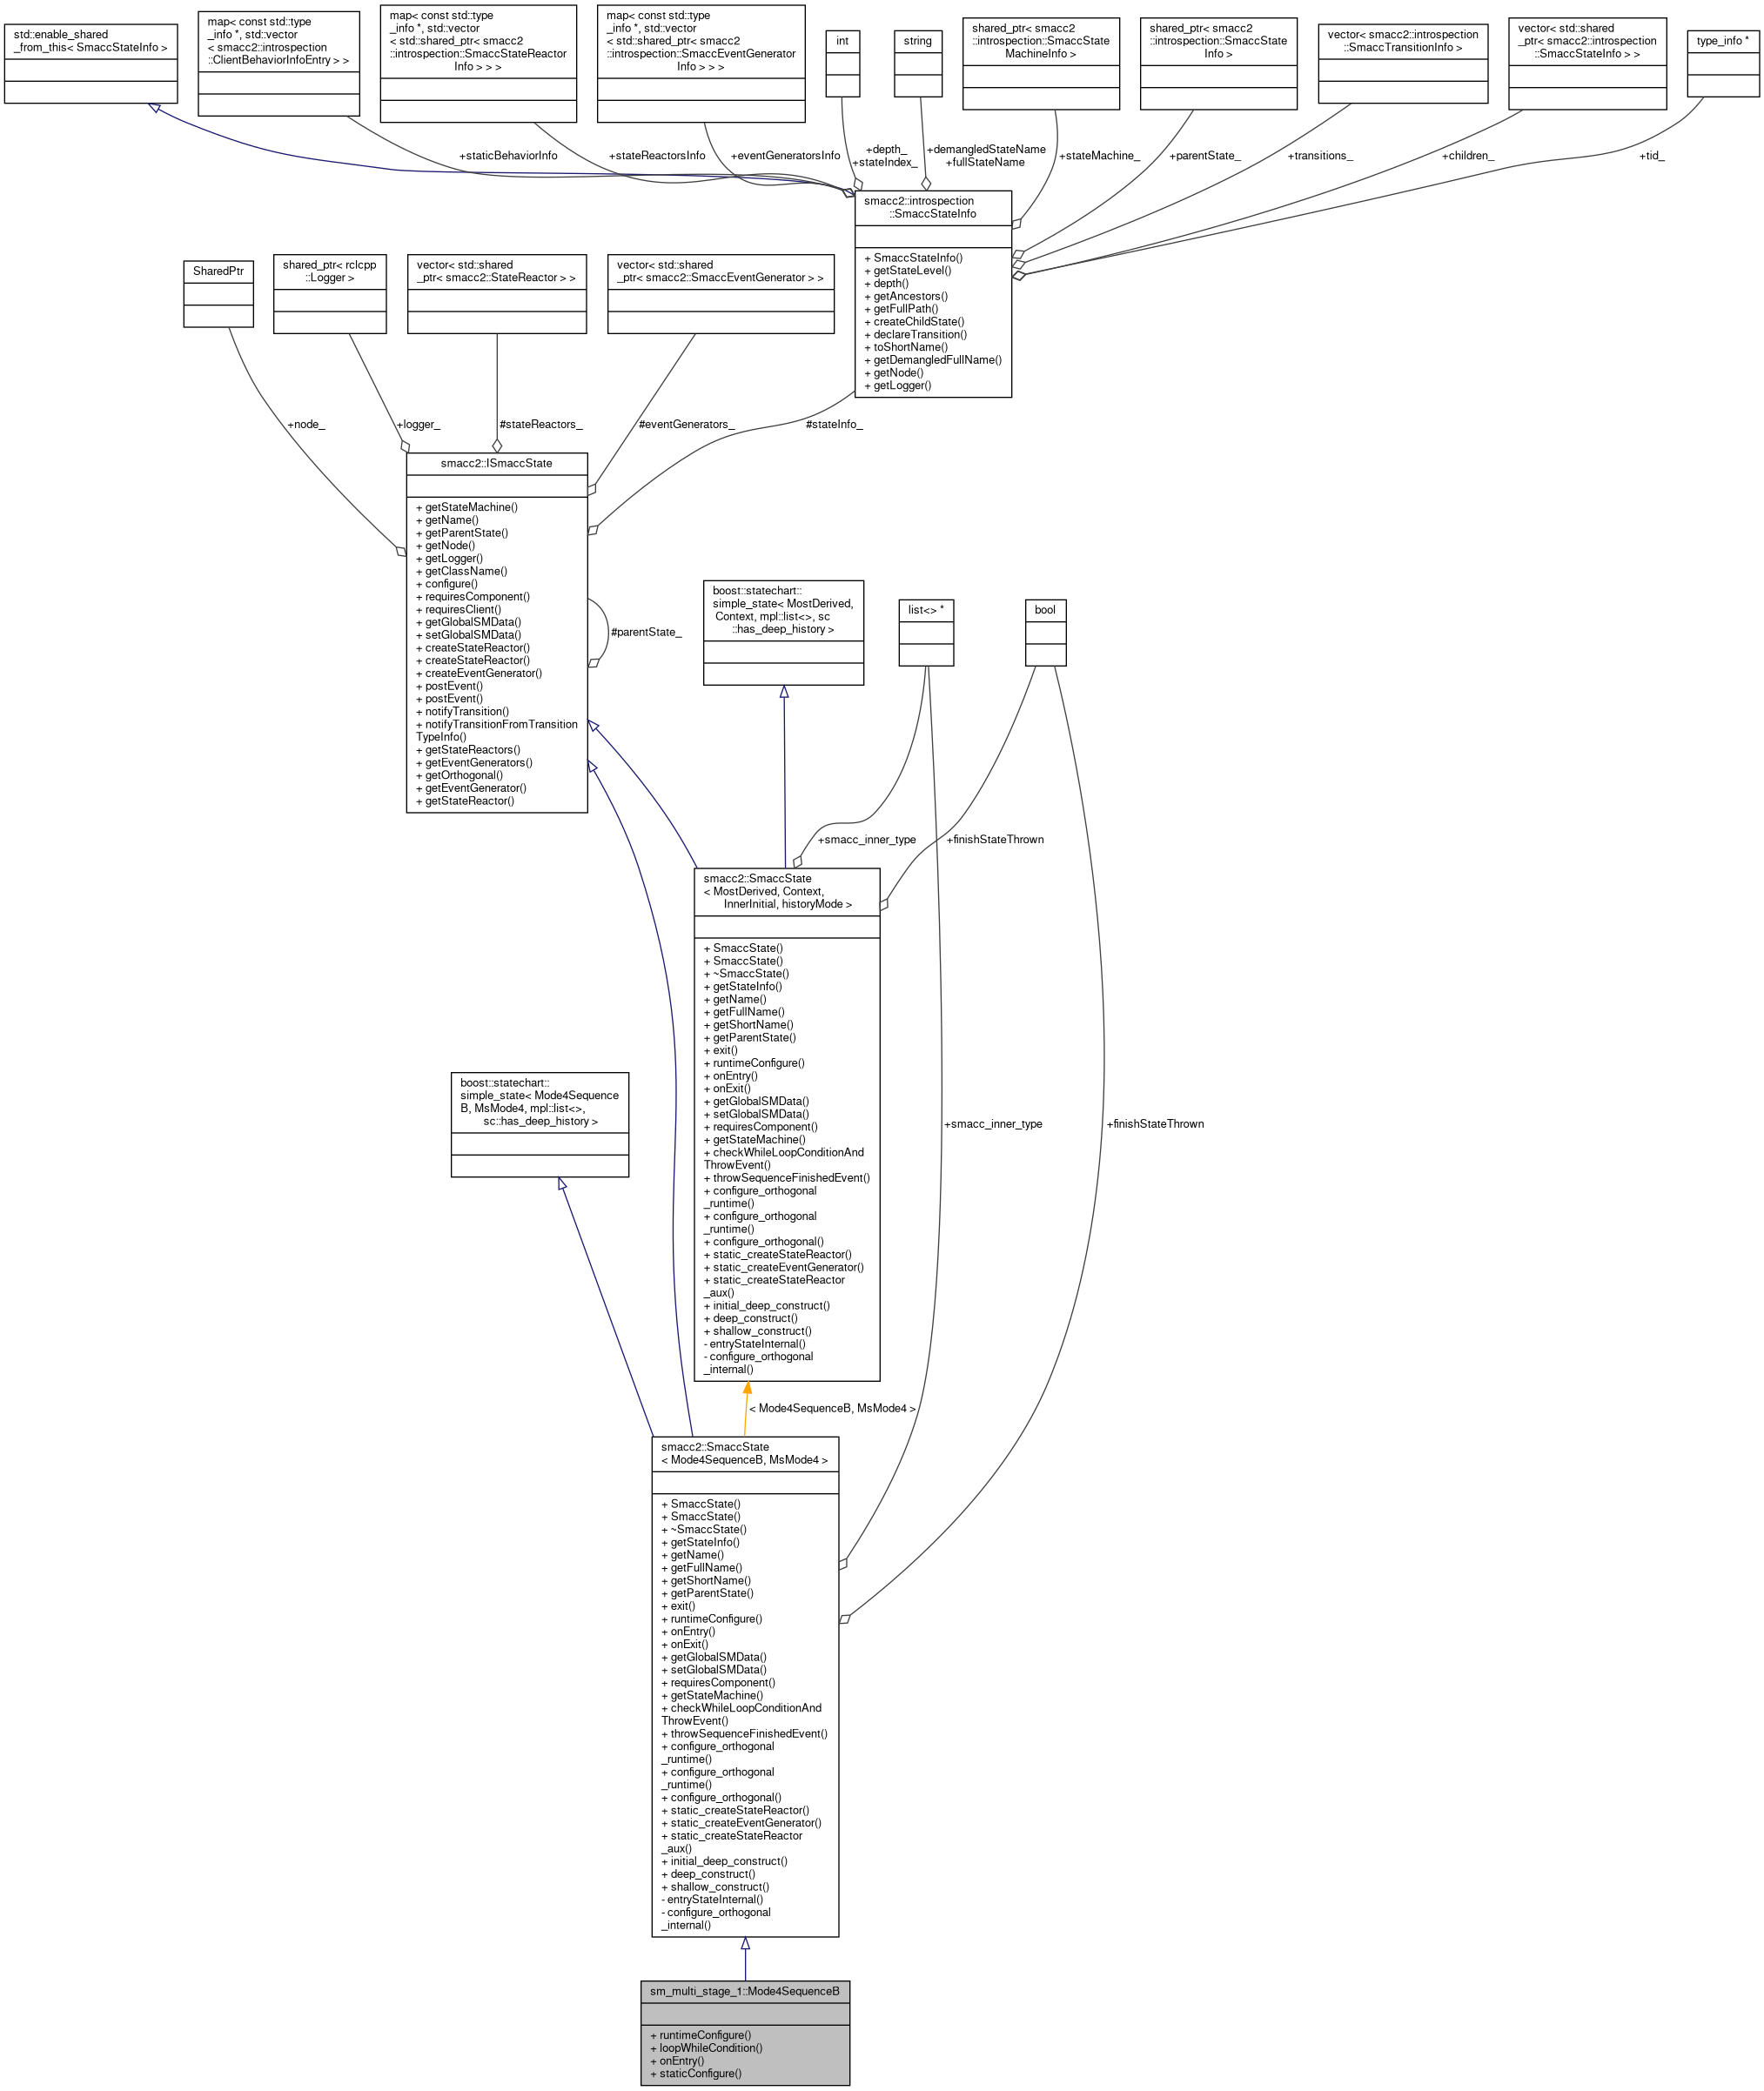 std::enable_shared
_from_this< SmaccStateInfo >
map< const std::type
_info *, std::vector
< smacc2::introspection
::ClientBehaviorInfoEntry > >
map< const std::type
_info *, std::vector
< std::shared_ptr< smacc2
::introspection::SmaccStateReactor
Info > > >
map< const std::type
_info *, std::vector
< std::shared_ptr< smacc2
::introspection::SmaccEventGenerator
Info > > >
int
string
shared_ptr< smacc2
::introspection::SmaccState
MachineInfo >
shared_ptr< smacc2
::introspection::SmaccState
Info >
vector< smacc2::introspection
::SmaccTransitionInfo >
vector< std::shared
_ptr< smacc2::introspection
::SmaccStateInfo > >
type_info *
+staticBehaviorInfo
+stateReactorsInfo
+eventGeneratorsInfo
+depth_
+stateIndex_
+demangledStateName
+fullStateName
+stateMachine_
+parentState_
+transitions_
+children_
+tid_
smacc2::introspection
::SmaccStateInfo
+ SmaccStateInfo()
+ getStateLevel()
+ depth()
+ getAncestors()
+ getFullPath()
+ createChildState()
+ declareTransition()
+ toShortName()
+ getDemangledFullName()
+ getNode()
+ getLogger()
SharedPtr
shared_ptr< rclcpp
::Logger >
vector< std::shared
_ptr< smacc2::StateReactor > >
vector< std::shared
_ptr< smacc2::SmaccEventGenerator > >
+node_
+logger_
#stateReactors_
#eventGenerators_
#stateInfo_
smacc2::ISmaccState
+ getStateMachine()
+ getName()
+ getParentState()
+ getNode()
+ getLogger()
+ getClassName()
+ configure()
+ requiresComponent()
+ requiresClient()
+ getGlobalSMData()
+ setGlobalSMData()
+ createStateReactor()
+ createStateReactor()
+ createEventGenerator()
+ postEvent()
+ postEvent()
+ notifyTransition()
+ notifyTransitionFromTransition
TypeInfo()
+ getStateReactors()
+ getEventGenerators()
+ getOrthogonal()
+ getEventGenerator()
+ getStateReactor()
#parentState_
boost::statechart::
simple_state< MostDerived,
Context, mpl::list<>, sc
::has_deep_history >
list<> *
bool
+smacc_inner_type
+finishStateThrown
smacc2::SmaccState
< MostDerived, Context,
InnerInitial, historyMode >
+ SmaccState()
+ SmaccState()
+ ~SmaccState()
+ getStateInfo()
+ getName()
+ getFullName()
+ getShortName()
+ getParentState()
+ exit()
+ runtimeConfigure()
+ onEntry()
+ onExit()
+ getGlobalSMData()
+ setGlobalSMData()
+ requiresComponent()
+ getStateMachine()
+ checkWhileLoopConditionAnd
ThrowEvent()
+ throwSequenceFinishedEvent()
+ configure_orthogonal
_runtime()
+ configure_orthogonal
_runtime()
+ configure_orthogonal()
+ static_createStateReactor()
+ static_createEventGenerator()
+ static_createStateReactor
_aux()
+ initial_deep_construct()
+ deep_construct()
+ shallow_construct()
- entryStateInternal()
- configure_orthogonal
_internal()
boost::statechart::
simple_state< Mode4Sequence
B, MsMode4, mpl::list<>,
sc::has_deep_history >
+smacc_inner_type
+finishStateThrown
< Mode4SequenceB, MsMode4 >
smacc2::SmaccState
< Mode4SequenceB, MsMode4 >
+ SmaccState()
+ SmaccState()
+ ~SmaccState()
+ getStateInfo()
+ getName()
+ getFullName()
+ getShortName()
+ getParentState()
+ exit()
+ runtimeConfigure()
+ onEntry()
+ onExit()
+ getGlobalSMData()
+ setGlobalSMData()
+ requiresComponent()
+ getStateMachine()
+ checkWhileLoopConditionAnd
ThrowEvent()
+ throwSequenceFinishedEvent()
+ configure_orthogonal
_runtime()
+ configure_orthogonal
_runtime()
+ configure_orthogonal()
+ static_createStateReactor()
+ static_createEventGenerator()
+ static_createStateReactor
_aux()
+ initial_deep_construct()
+ deep_construct()
+ shallow_construct()
- entryStateInternal()
- configure_orthogonal
_internal()
sm_multi_stage_1::Mode4SequenceB
+ runtimeConfigure()
+ loopWhileCondition()
+ onEntry()
+ staticConfigure()